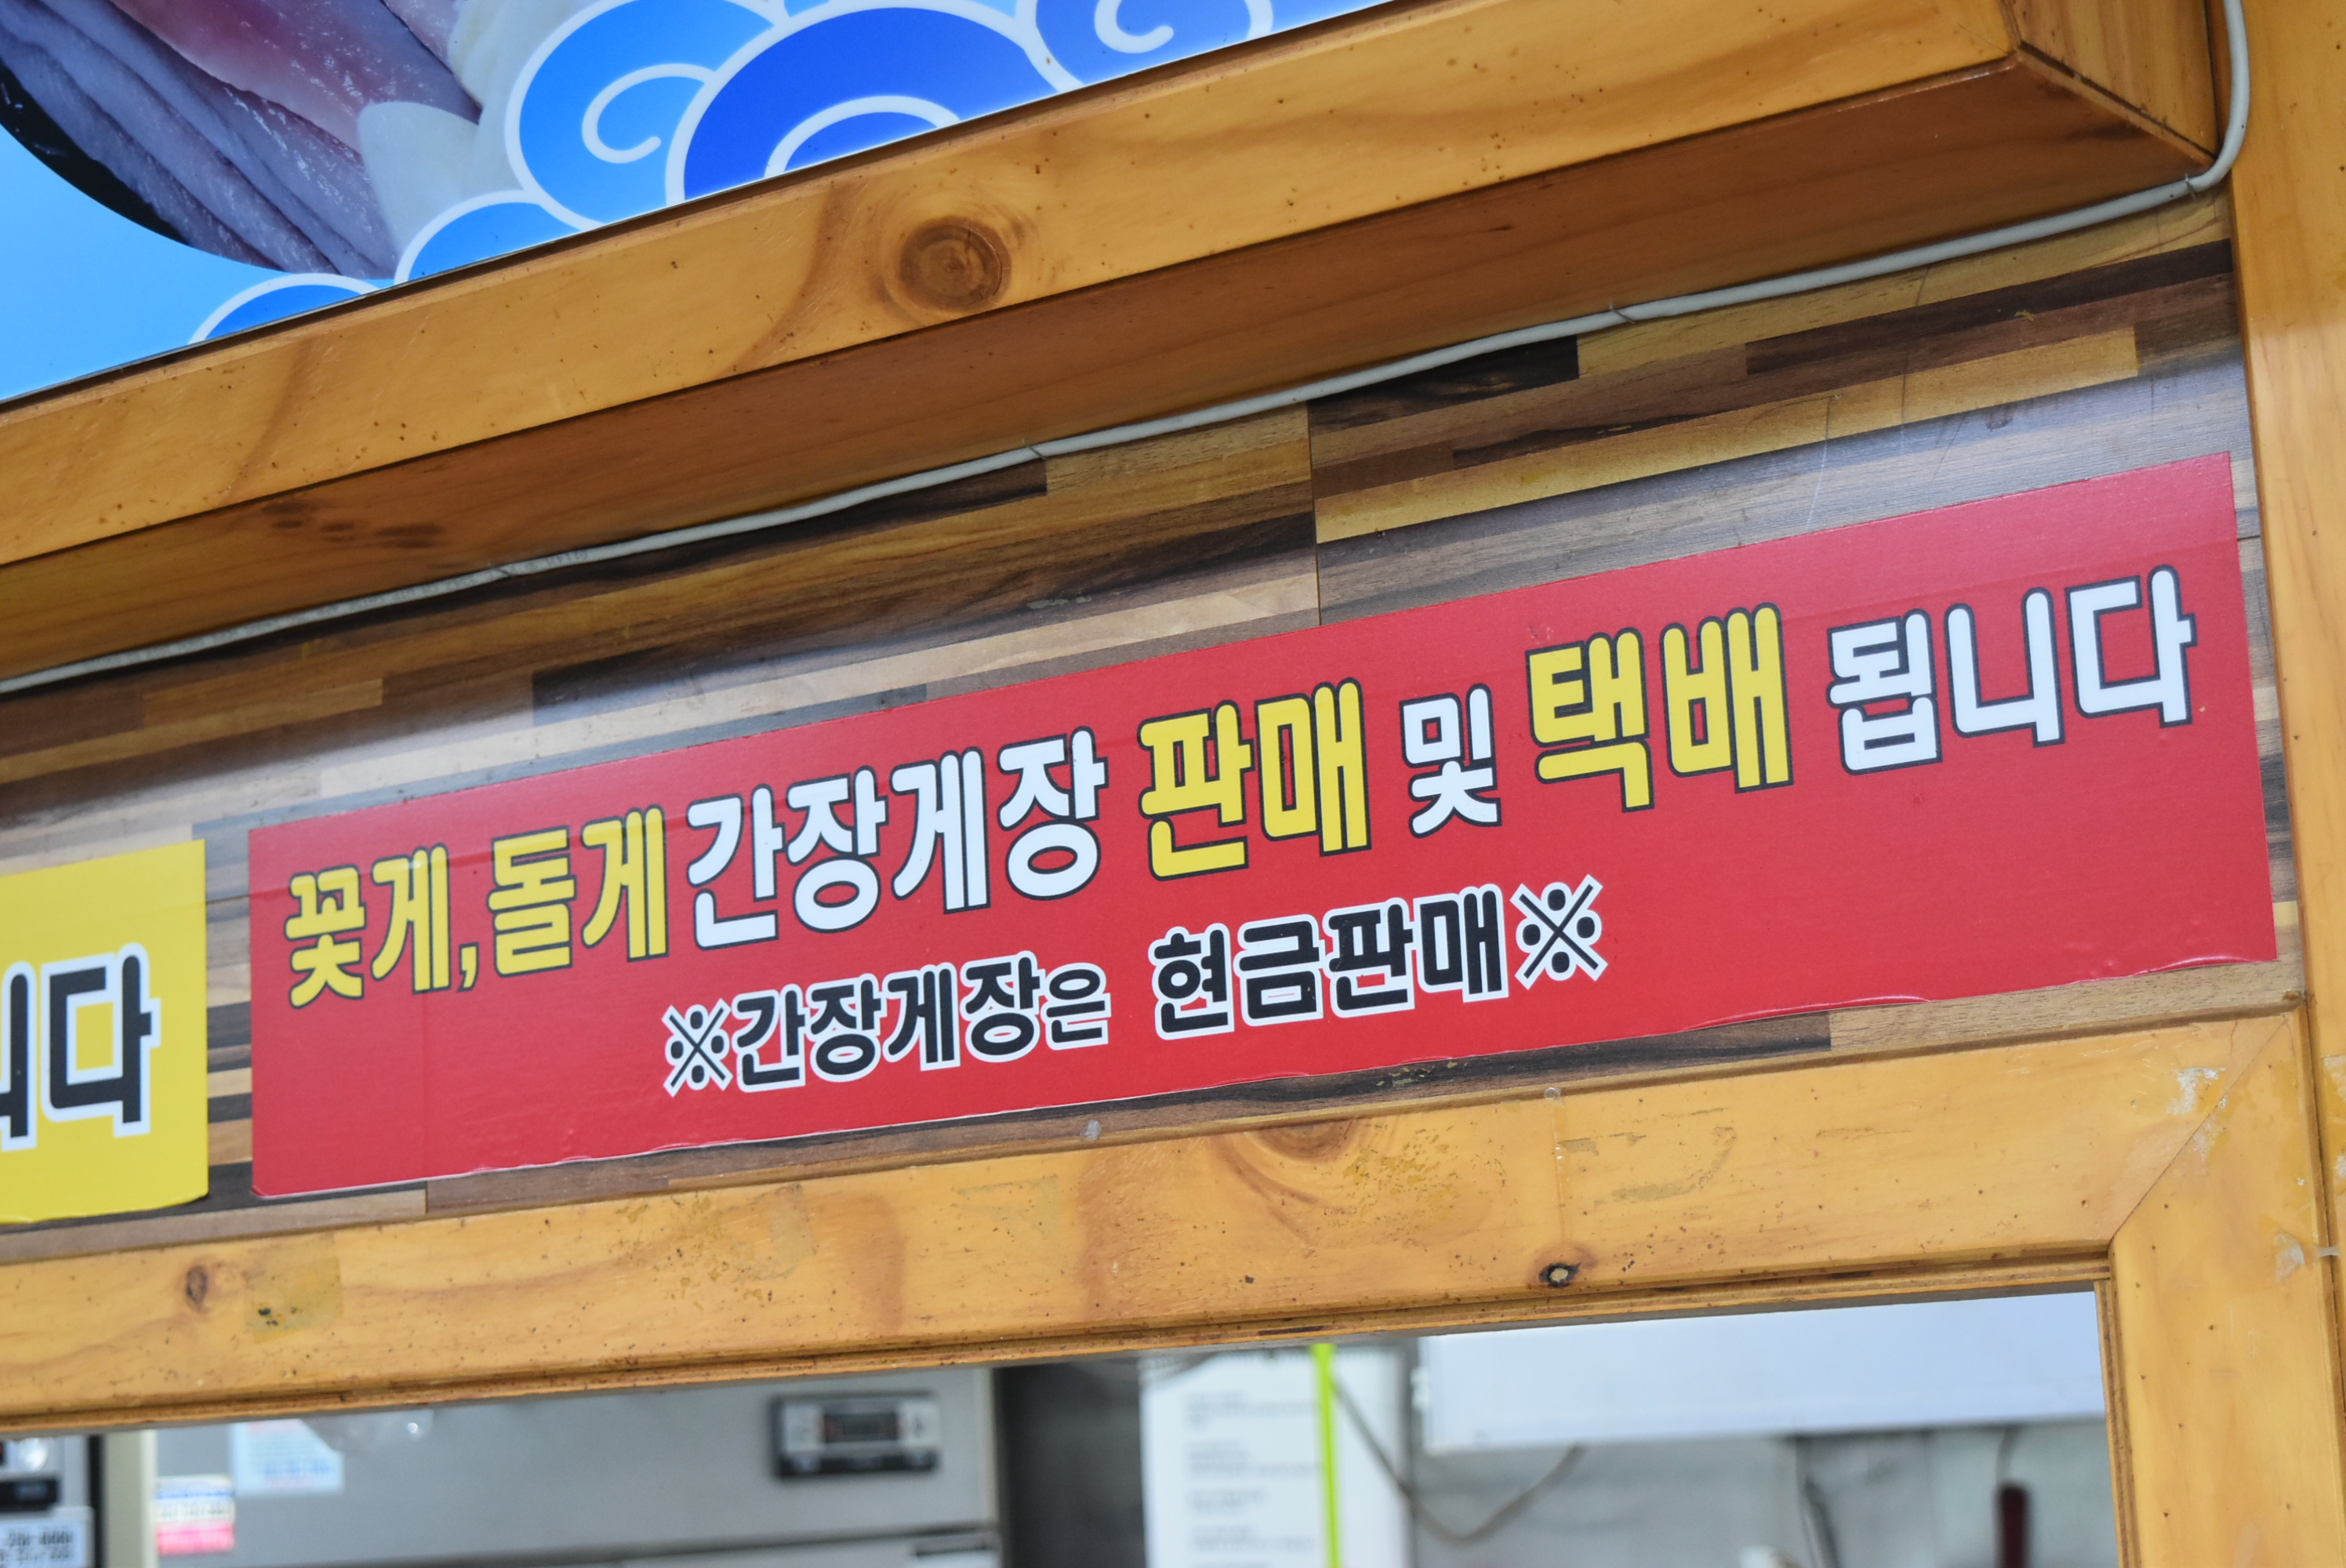 꽃게,돌게간장게장 판매 및 택배 됩니다
※간장게장은 현금판매※
니다